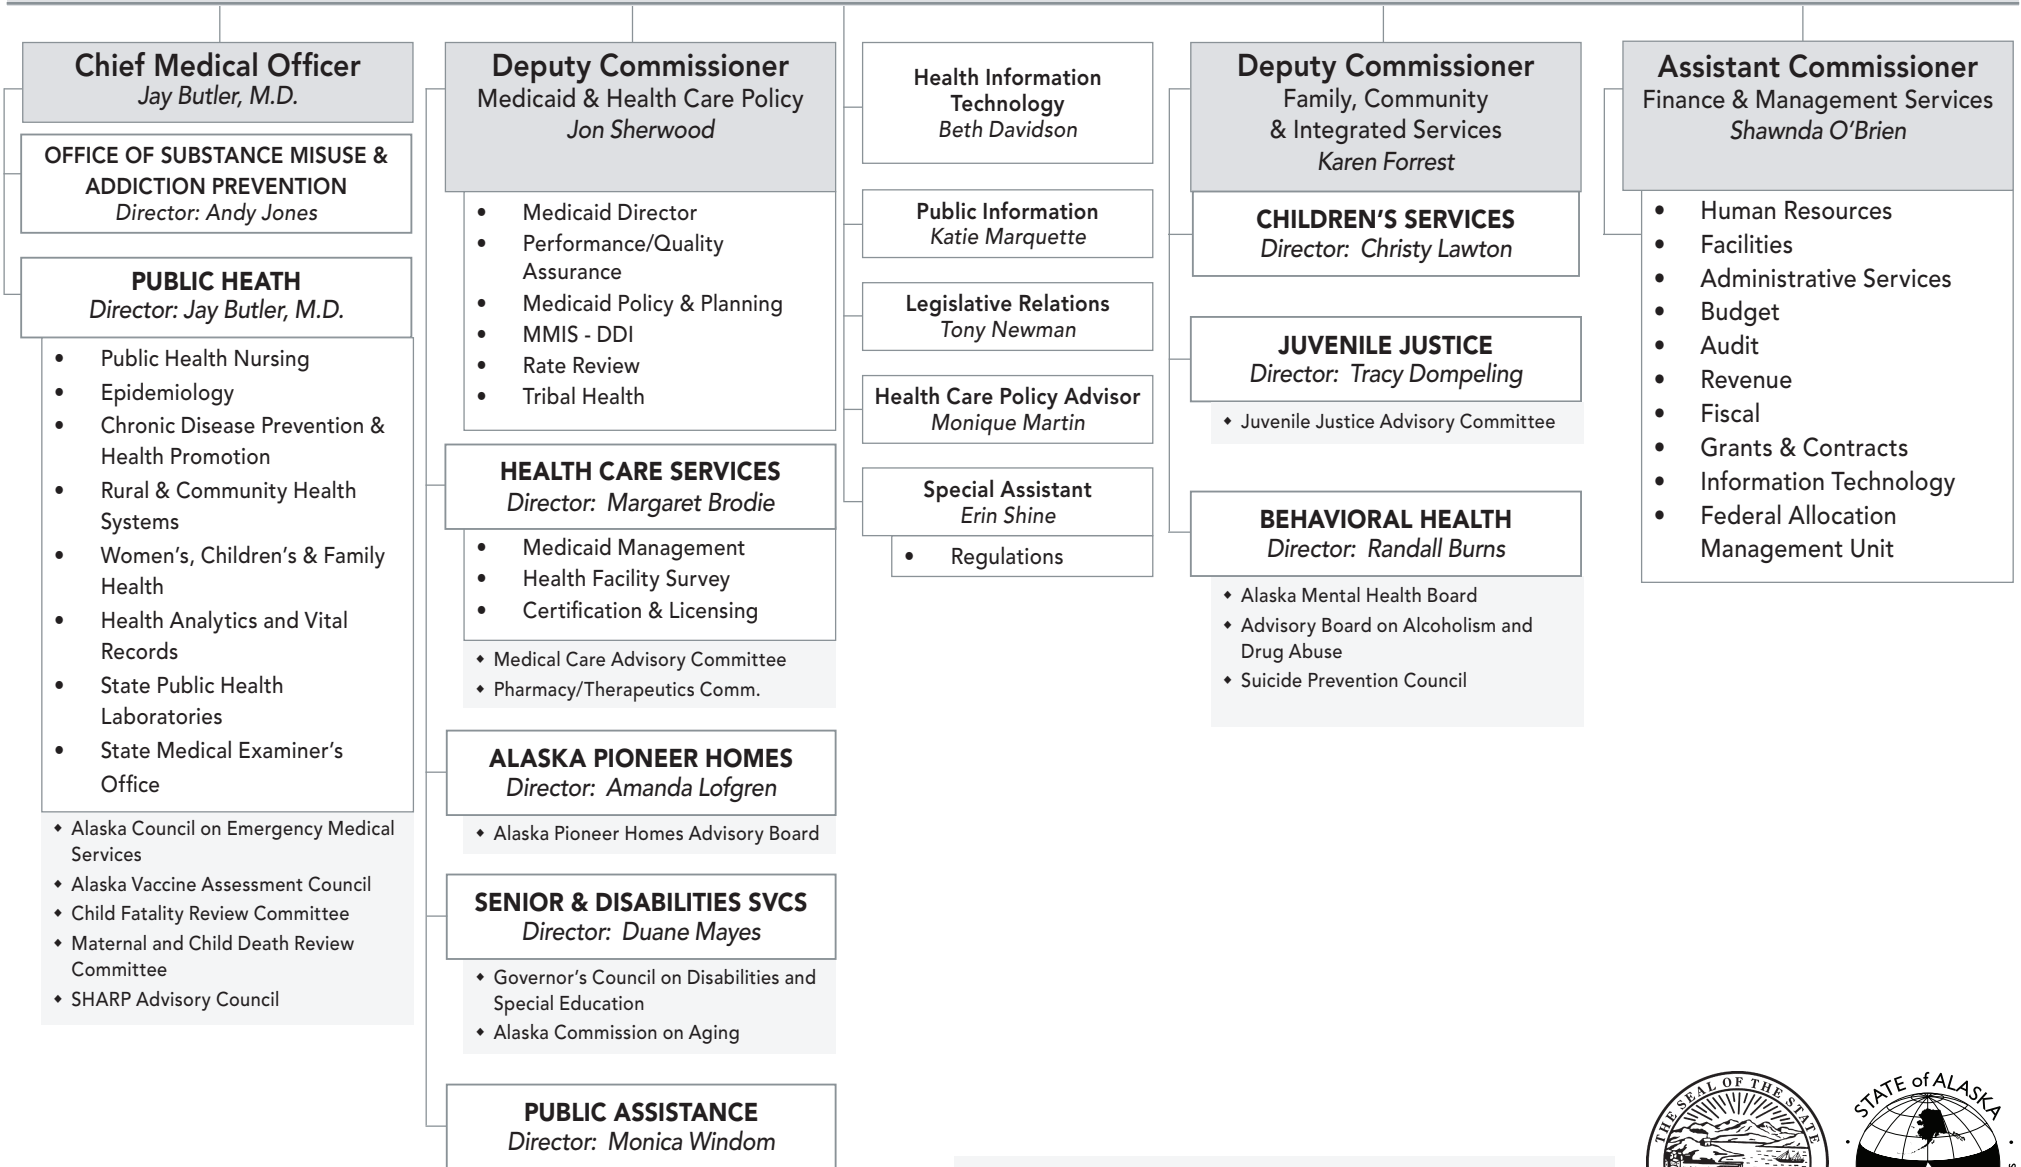 Chief Medical Officer
Jay Butler, M.D.
OFFICE OF SUBSTANCE MISUSE &
ADDICTION PREVENTION
Director: Andy Jones
PUBLIC HEATH
Director: Jay Butler, M.D.
• Public Health Nursing
• Epidemiology
• Chronic Disease Prevention &
Health Promotion
• Rural & Community Health
Systems
• Women's, Children's & Family
Health
• Health Analytics and Vital
Records
• State Public Health
Laboratories
• State Medical Examiner's
Office
◆ Alaska Council on Emergency Medical
Services
◆ Alaska Vaccine Assessment Council
◆ Child Fatality Review Committee
◆ Maternal and Child Death Review
Committee
◆ SHARP Advisory Council
Deputy Commissioner
Medicaid & Health Care Policy
Jon Sherwood
• Medicaid Director
• Performance/Quality
Assurance
• Medicaid Policy & Planning
• MMIS - DDI
• Rate Review
• Tribal Health
HEALTH CARE SERVICES
Director: Margaret Brodie
• Medicaid Management
• Health Facility Survey
• Certification & Licensing
◆ Medical Care Advisory Committee
◆ Pharmacy/Therapeutics Comm.
ALASKA PIONEER HOMES
Director: Amanda Lofgren
◆ Alaska Pioneer Homes Advisory Board
SENIOR & DISABILITIES SVCS
Director: Duane Mayes
◆ Governor's Council on Disabilities and
Special Education
◆ Alaska Commission on Aging
PUBLIC ASSISTANCE
Director: Monica Windom
Health Information
Technology
Beth Davidson
Public Information
Katie Marquette
Legislative Relations
Tony Newman
Health Care Policy Advisor
Monique Martin
Special Assistant
Erin Shine
• Regulations
Deputy Commissioner
Family, Community
& Integrated Services
Karen Forrest
CHILDREN'S SERVICES
Director: Christy Lawton
JUVENILE JUSTICE
Director: Tracy Dompeling
◆ Juvenile Justice Advisory Committee
BEHAVIORAL HEALTH
Director: Randall Burns
◆ Alaska Mental Health Board
◆ Advisory Board on Alcoholism and
Drug Abuse
◆ Suicide Prevention Council
Assistant Commissioner
Finance & Management Services
Shawnda O'Brien
• Human Resources
• Facilities
• Administrative Services
• Budget
• Audit
• Revenue
• Fiscal
• Grants & Contracts
• Information Technology
• Federal Allocation
Management Unit
THE SEAL OF THE STATE
STATE of ALASKA